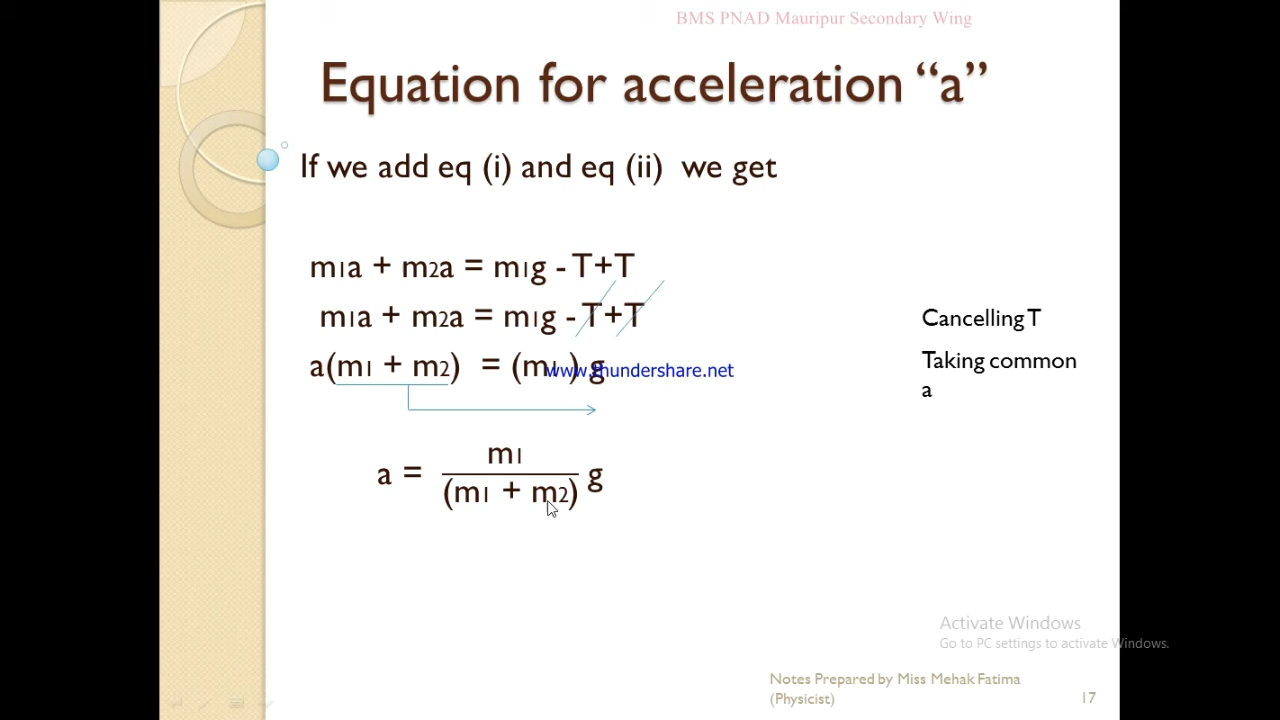 BMS PNAD Mauripur Secondary Wing
Equation for acceleration “a”
If we add eq (i) and eq (ii) we get
m1a + m2a = m1g - T+T
m1a + m2a = m1g - T+T
Cancelling T
a(m1 + m2) = (m1 ) g
www.thundershare.net
Taking common
a
a = m1
(m1 + m2) g
Activate Windows
Go to PC settings to activate Windows.
Notes Prepared by Miss Mehak Fatima
(Physicist)
17